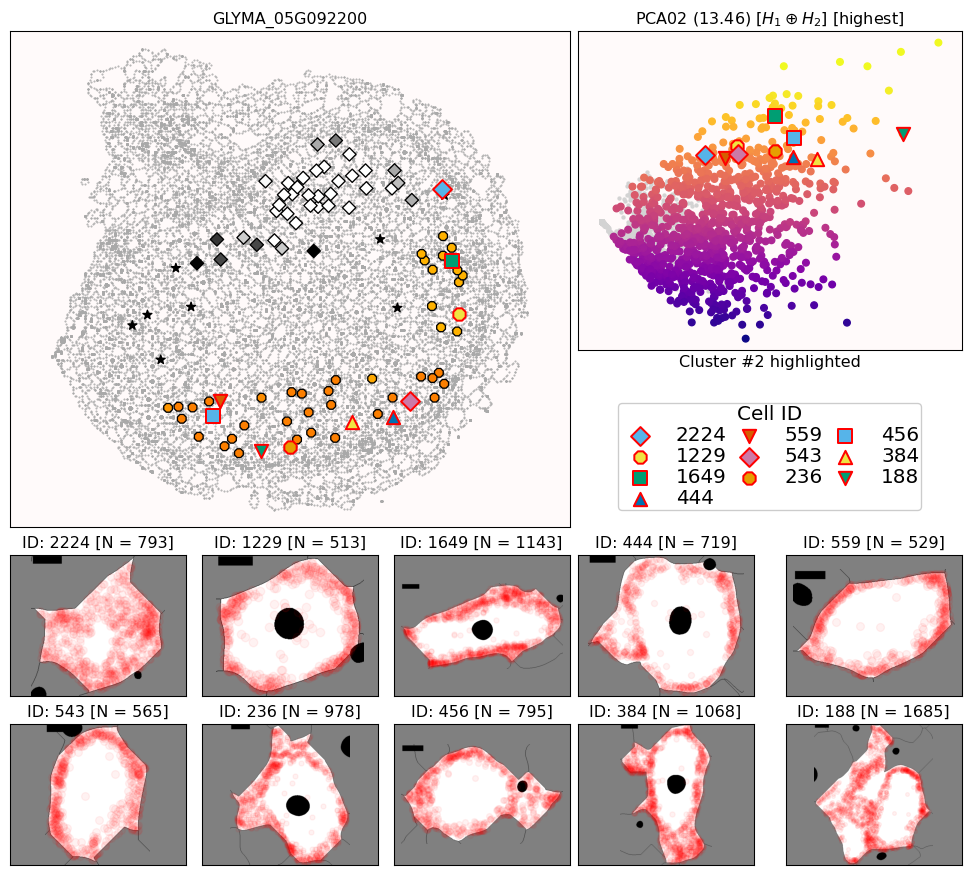 GLYMA_05G092200
PCA02 (13.46) [H₁ ⊕ H₂] [highest]
Cluster #2 highlighted
Cell ID
2224 559 456
1229 543 384
1649 236 188
444
ID: 2224 [N = 793] ID: 1229 [N = 513] ID: 1649 [N = 1143] ID: 444 [N = 719] ID: 559 [N = 529]
ID: 543 [N = 565] ID: 236 [N = 978] ID: 456 [N = 795] ID: 384 [N = 1068] ID: 188 [N = 1685]